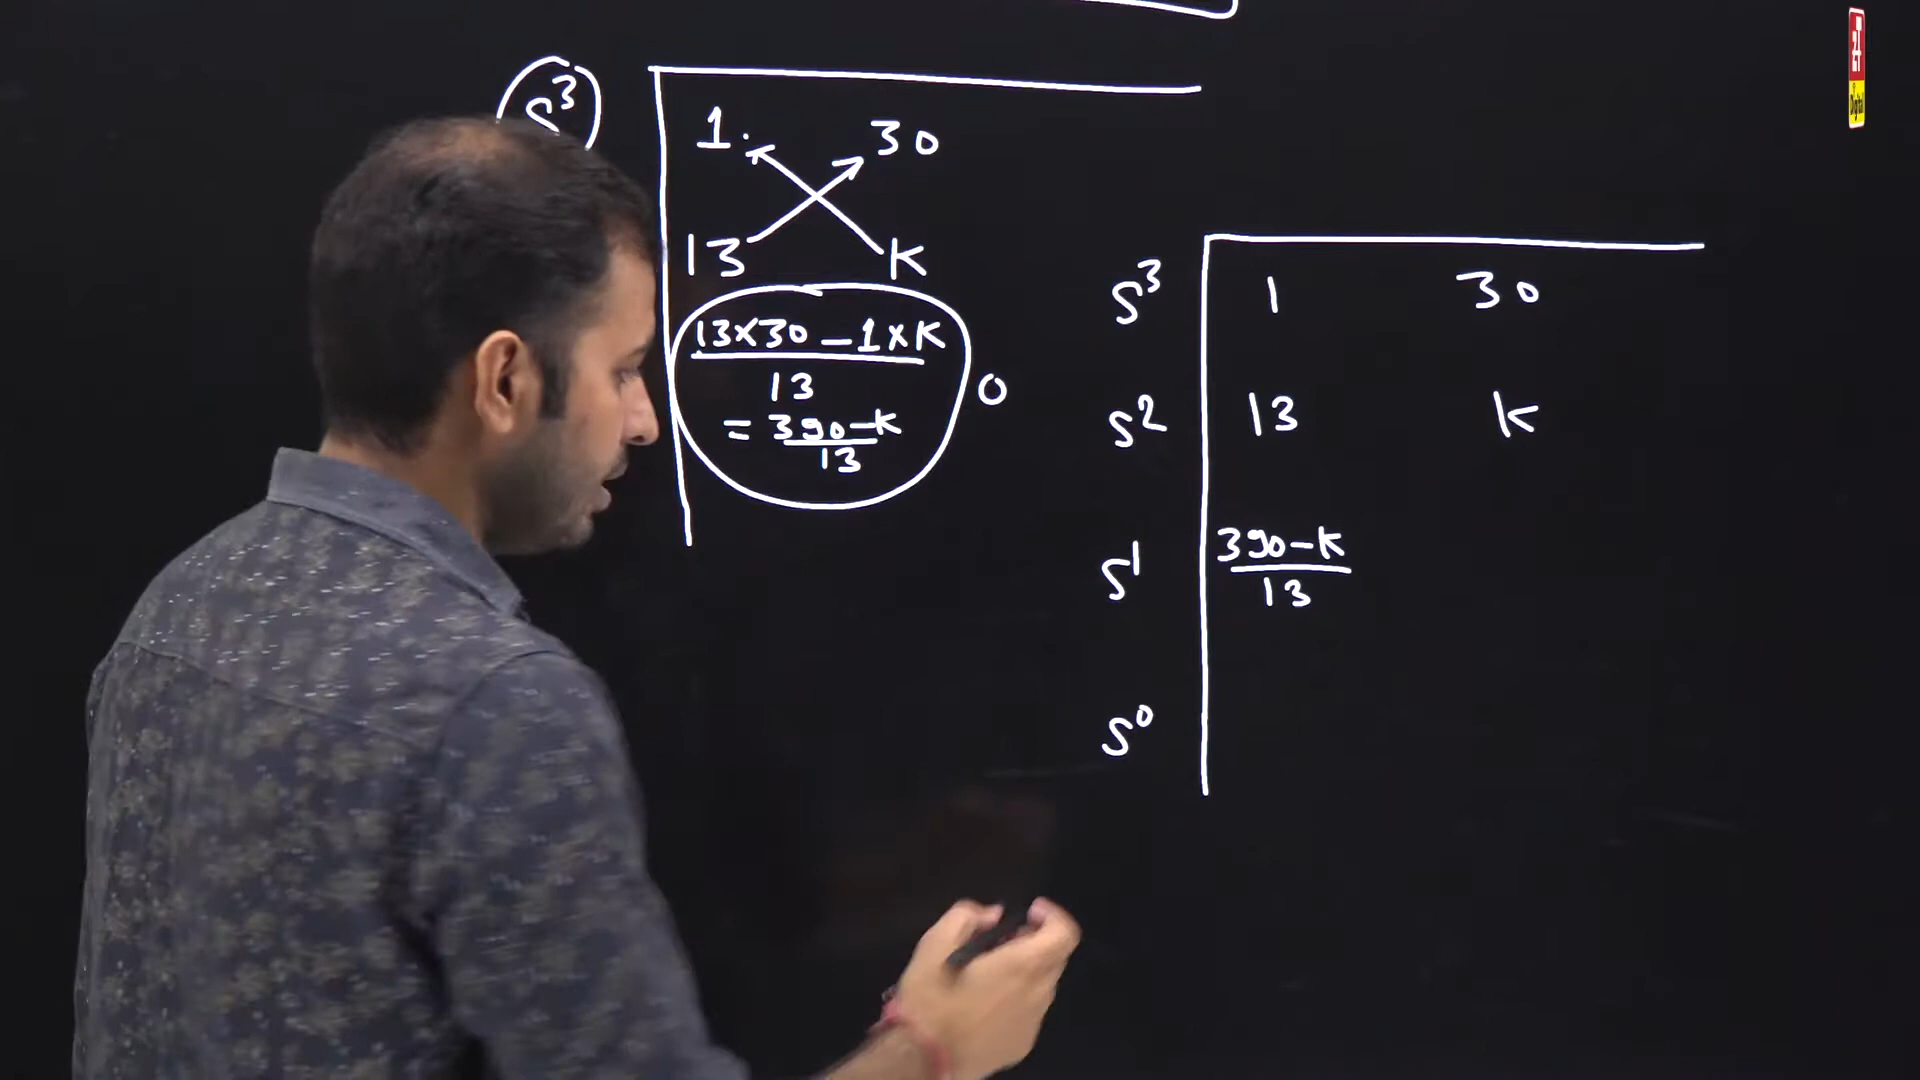 S³ 1 30
13 K
13×30 – 1×K
13
0
= 390–K
13
S³ 1 30
S² 13 K
S¹ 390–K
13
S⁰
Digital